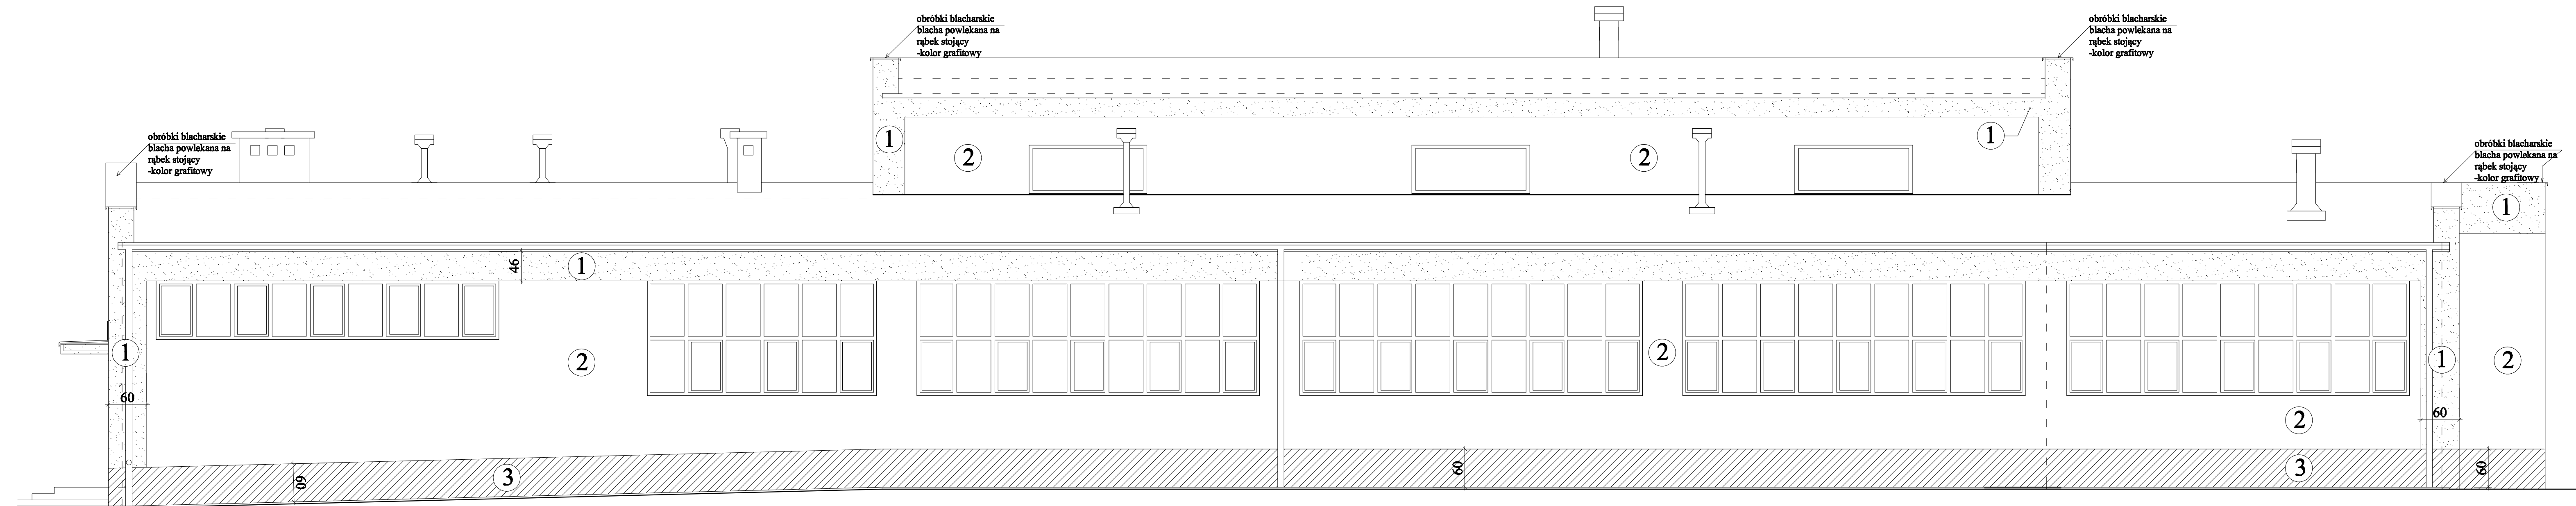 obróbki blacharskie
blacha powlekana na
rąbek stojący
-kolor grafitowy
obróbki blacharskie
blacha powlekana na
rąbek stojący
-kolor grafitowy
obróbki blacharskie
blacha powlekana na
rąbek stojący
-kolor grafitowy
obróbki blacharskie
blacha powlekana na
rąbek stojący
-kolor grafitowy
1
2
2
1
1
46
1
1
2
2
1
2
60
60
2
3
60
60
3
60